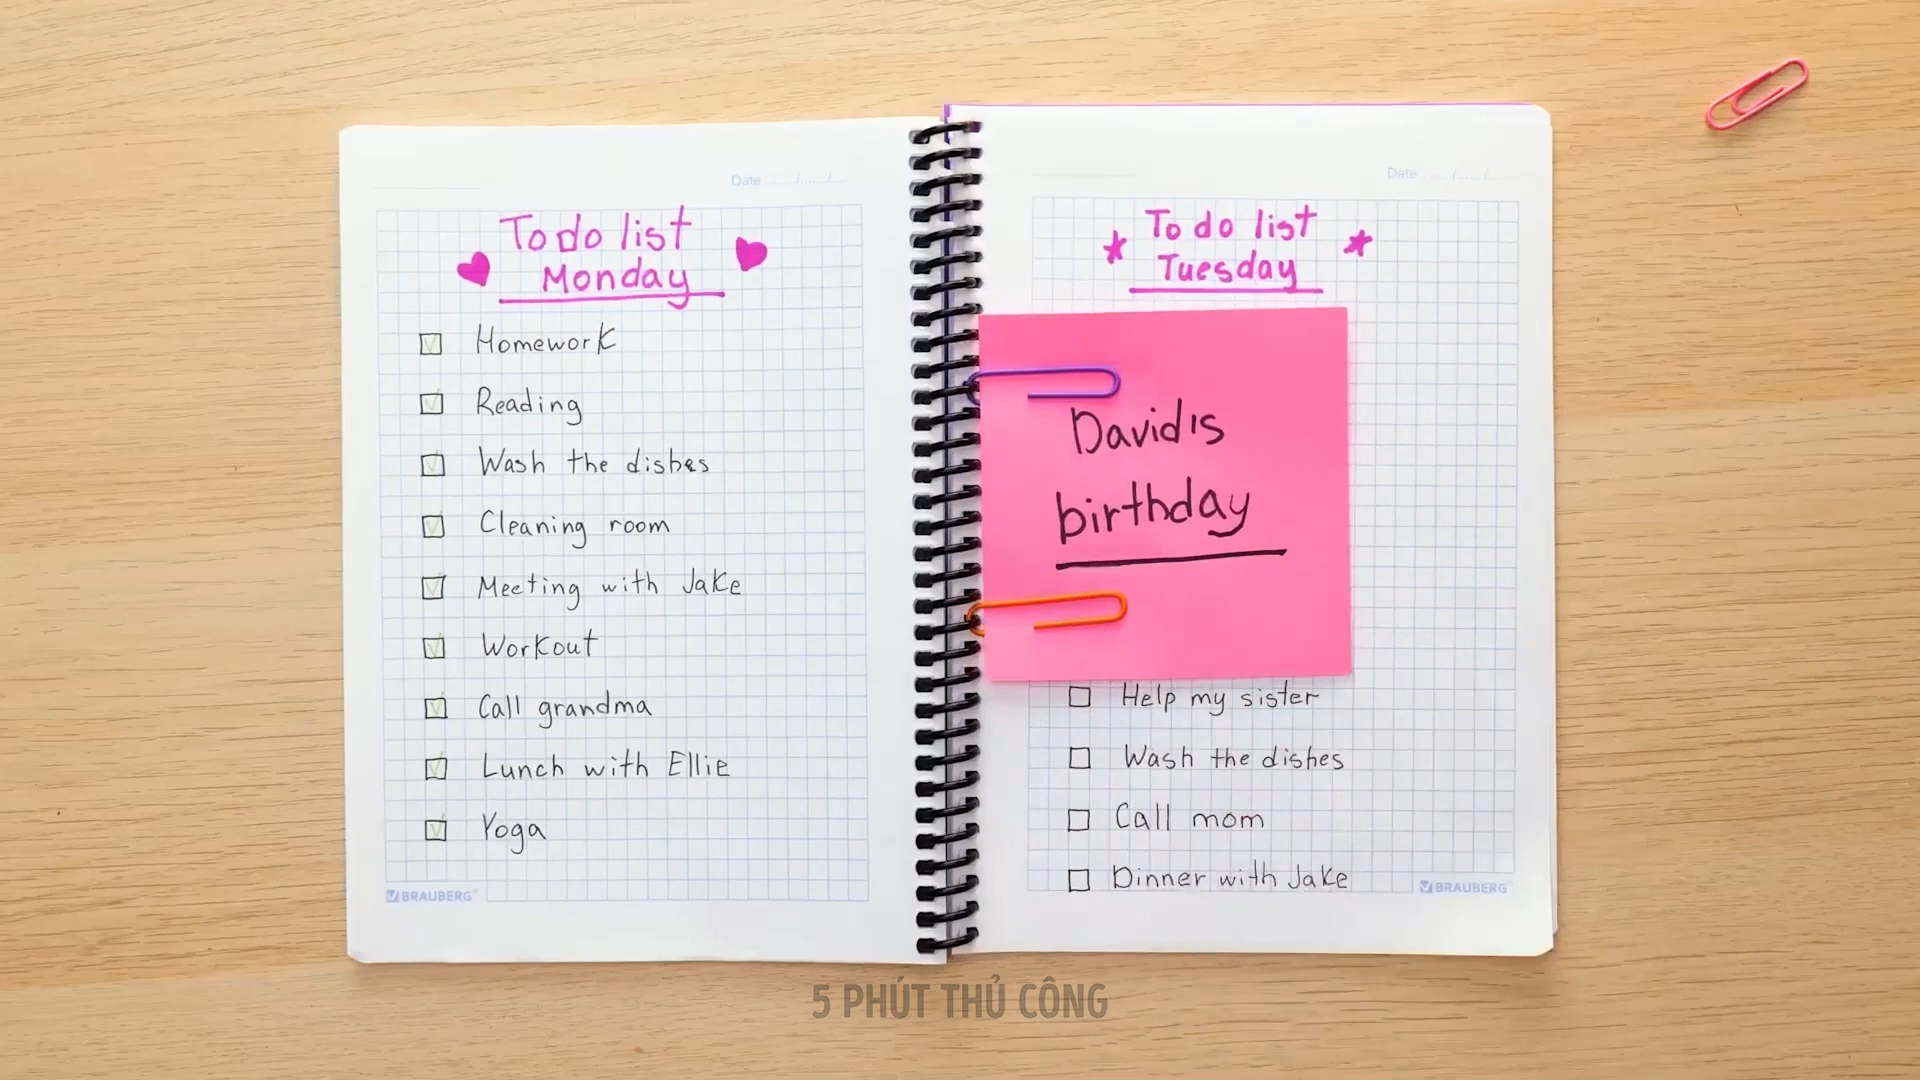 Date ....../....../......
To do list
Monday
Homework
Reading
Wash the dishes
Cleaning room
Meeting with Jake
Workout
Call grandma
Lunch with Ellie
Yoga
BRAUBERG
Date ....../....../......
To do list
Tuesday
David's
birthday
Help my sister
Wash the dishes
Call mom
Dinner with Jake
BRAUBERG
5 PHÚT THỦ CÔNG